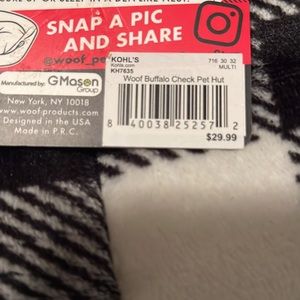 SNAP A PIC
AND SHARE
@woof_pe
Manufactured by: GMason
Group
New York, NY 10018
www.woof-products.com
Designed in the USA
Made in P.R.C.
KOHL'S
Kohls.com
KH7635
716 30 32
MULTI
Woof Buffalo Check Pet Hut
8 40038 25257 2
$29.99